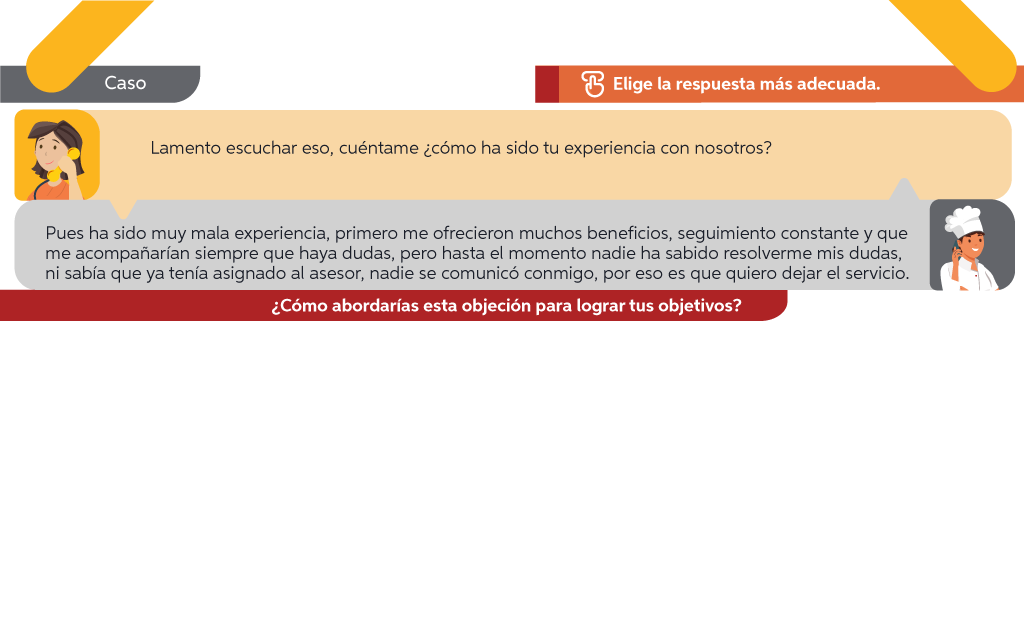 Caso
Elige la respuesta más adecuada.
Lamento escuchar eso, cuéntame ¿cómo ha sido tu experiencia con nosotros?
Pues ha sido muy mala experiencia, primero me ofrecieron muchos beneficios, seguimiento constante y que
me acompañarían siempre que haya dudas, pero hasta el momento nadie ha sabido resolverme mis dudas,
ni sabía que ya tenía asignado al asesor, nadie se comunicó conmigo, por eso es que quiero dejar el servicio.
¿Cómo abordarías esta objeción para lograr tus objetivos?